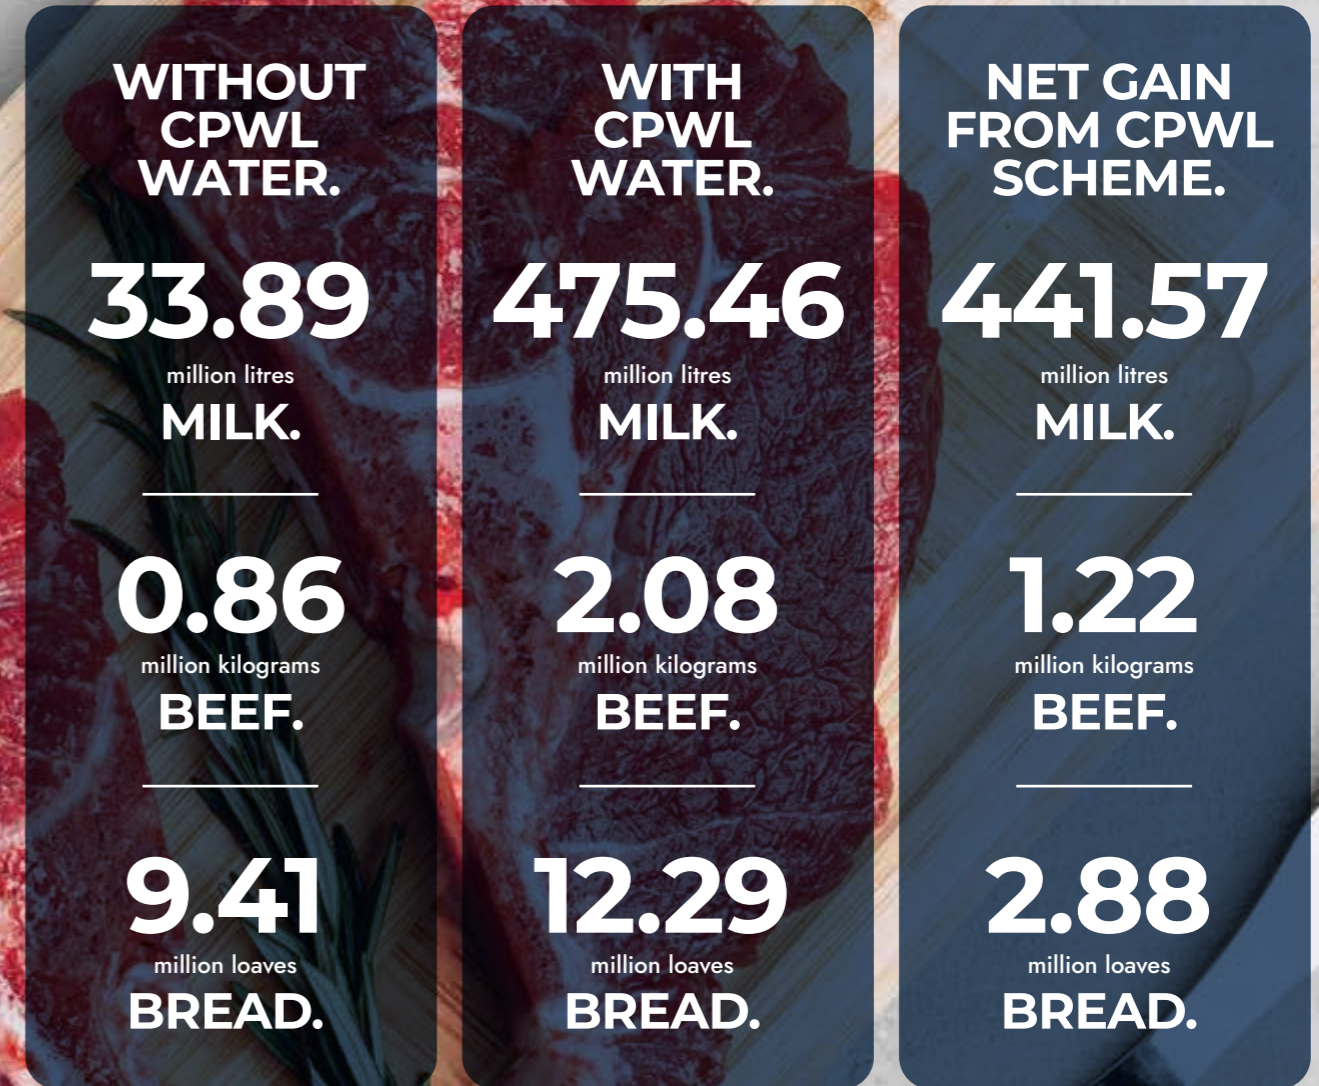 WITHOUT
CPWL
WATER.
33.89
million litres
MILK.
0.86
million kilograms
BEEF.
9.41
million loaves
BREAD.
WITH
CPWL
WATER.
475.46
million litres
MILK.
2.08
million kilograms
BEEF.
12.29
million loaves
BREAD.
NET GAIN
FROM CPWL
SCHEME.
441.57
million litres
MILK.
1.22
million kilograms
BEEF.
2.88
million loaves
BREAD.